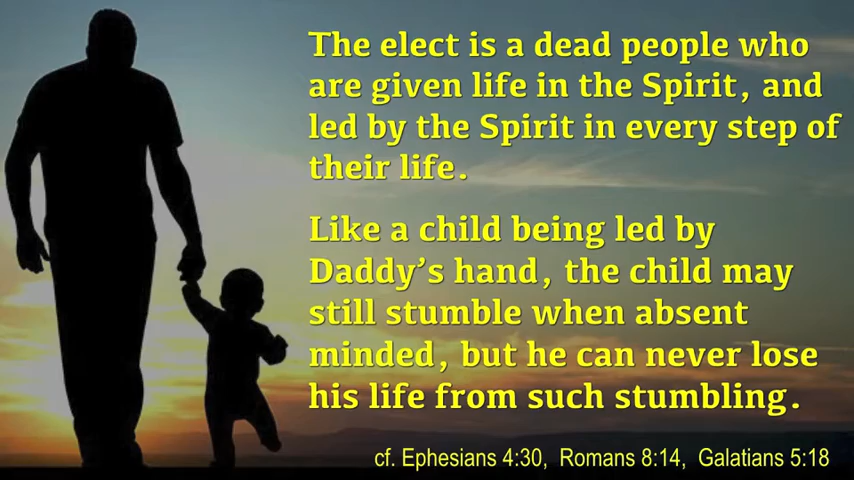 The elect is a dead people who
are given life in the Spirit, and
led by the Spirit in every step of
their life.
Like a child being led by
Daddy’s hand, the child may
still stumble when absent
minded, but he can never lose
his life from such stumbling.
cf. Ephesians 4:30, Romans 8:14, Galatians 5:18